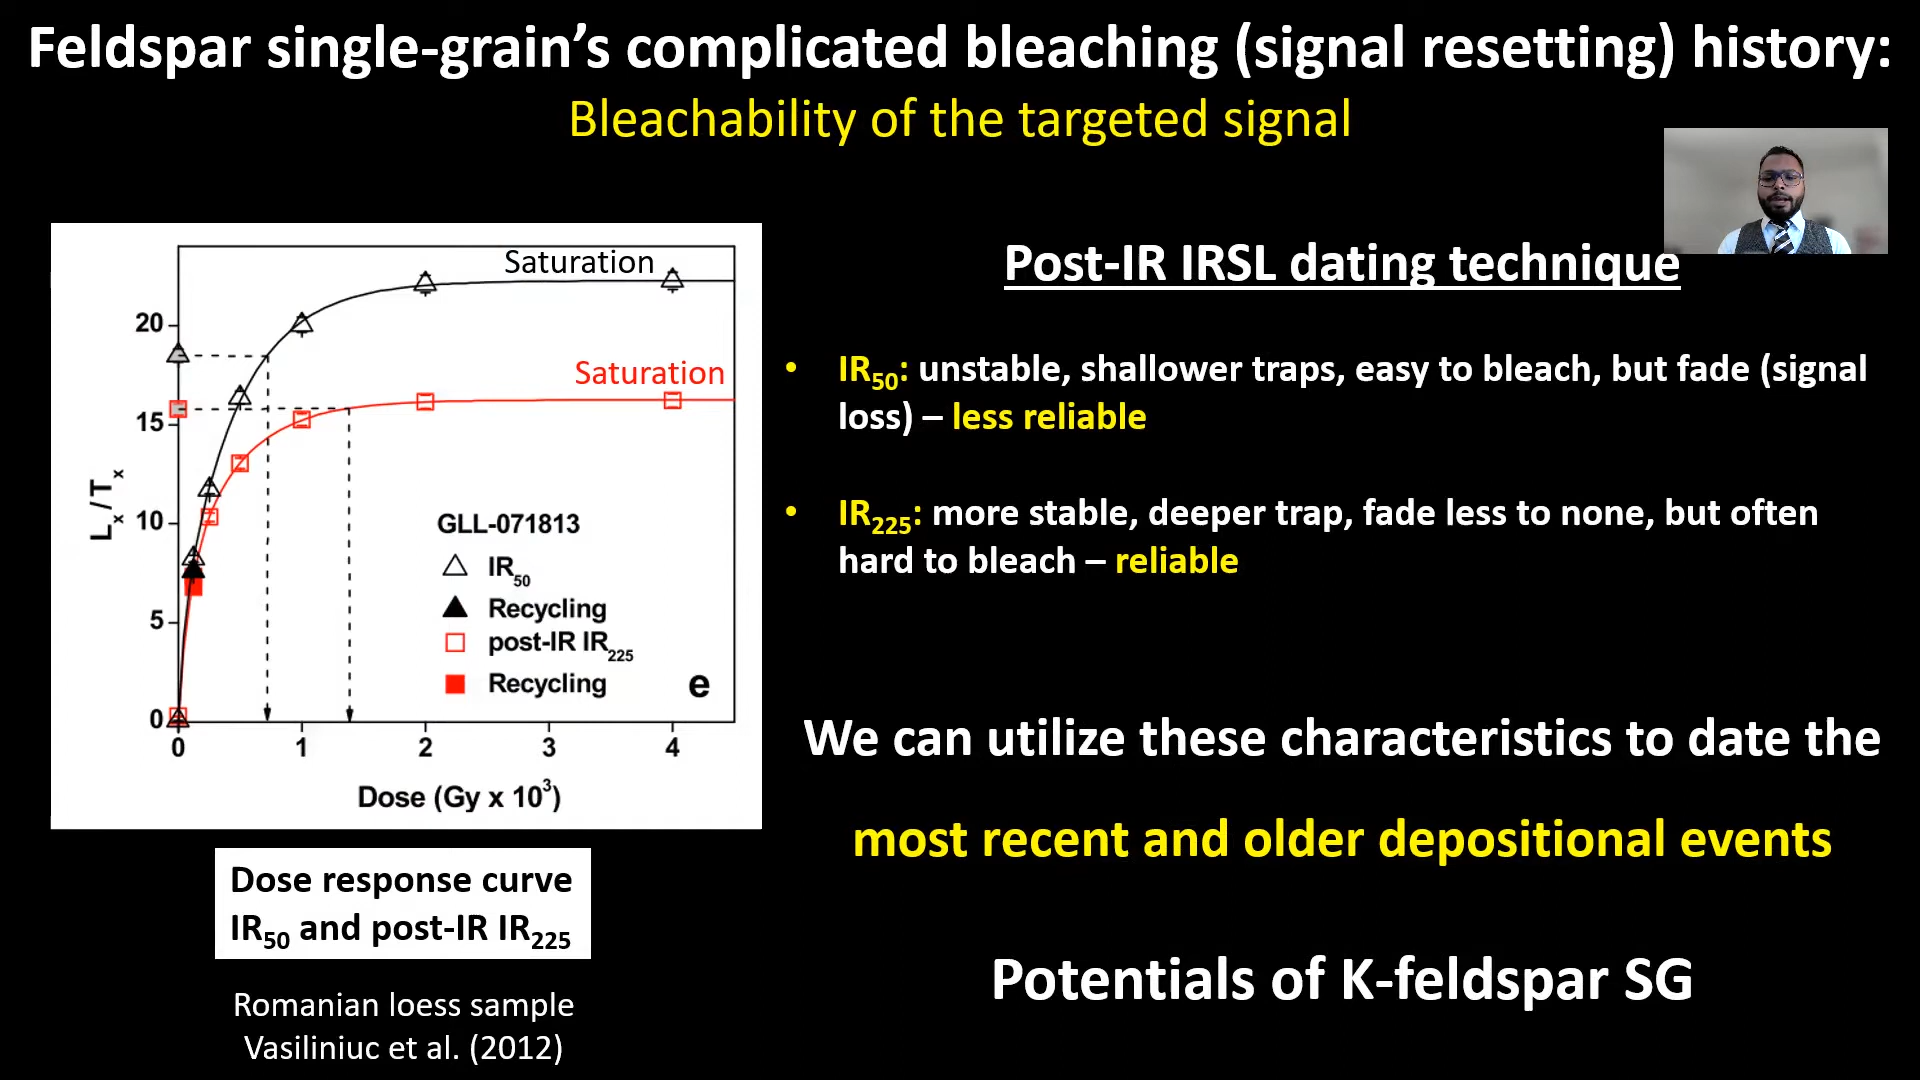 Feldspar single-grain’s complicated bleaching (signal resetting) history:
Bleachability of the targeted signal
Saturation
Saturation
20
15
10
5
0
Lx/Tx
GLL-071813
IR50
Recycling
post-IR IR225
Recycling
e
0 1 2 3 4
Dose (Gy x 10³)
Dose response curve
IR50 and post-IR IR225
Romanian loess sample
Vasiliniuc et al. (2012)
Post-IR IRSL dating technique
• IR50: unstable, shallower traps, easy to bleach, but fade (signal
loss) – less reliable
• IR225: more stable, deeper trap, fade less to none, but often
hard to bleach – reliable
We can utilize these characteristics to date the
most recent and older depositional events
Potentials of K-feldspar SG